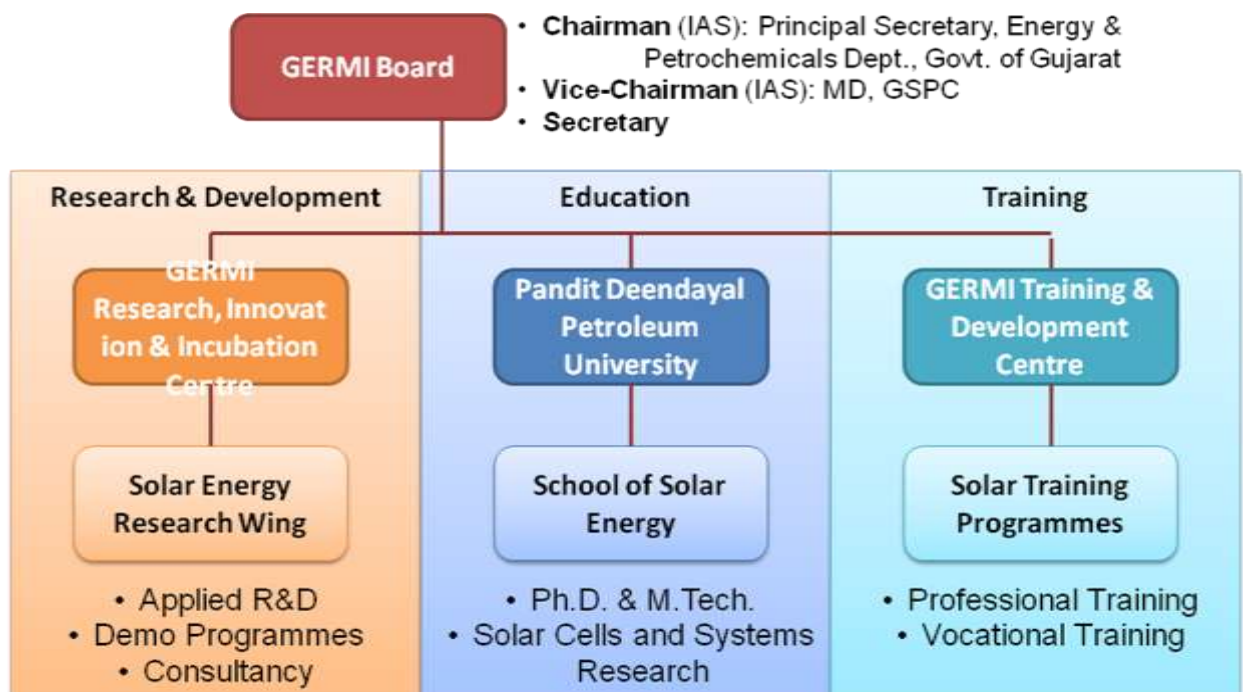 GERMI Board
• Chairman (IAS): Principal Secretary, Energy &
Petrochemicals Dept., Govt. of Gujarat
• Vice-Chairman (IAS): MD, GSPC
• Secretary
Research & Development
GERMI
Research, Innovat
ion & Incubation
Centre
Solar Energy
Research Wing
• Applied R&D
• Demo Programmes
• Consultancy
Education
Pandit Deendayal
Petroleum
University
School of Solar
Energy
• Ph.D. & M.Tech.
• Solar Cells and Systems
Research
Training
GERMI Training &
Development
Centre
Solar Training
Programmes
• Professional Training
• Vocational Training